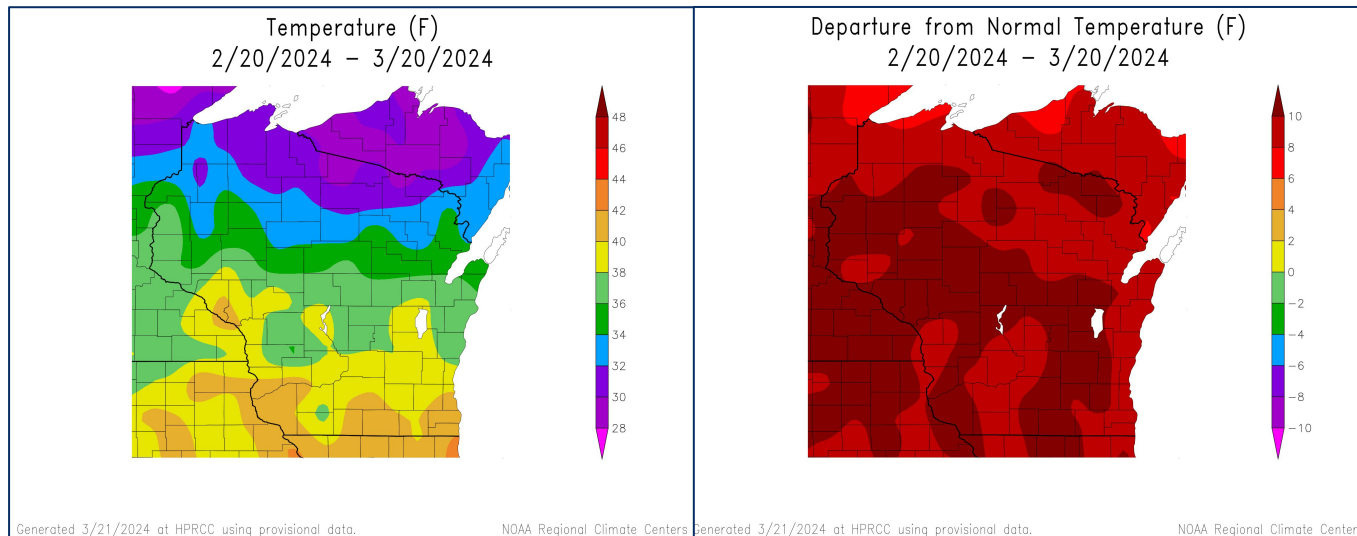 Temperature (F)
2/20/2024 – 3/20/2024
48
46
44
42
40
38
36
34
32
30
28
Generated 3/21/2024 at HPRCC using provisional data.
NOAA Regional Climate Centers
Departure from Normal Temperature (F)
2/20/2024 – 3/20/2024
10
8
6
4
2
0
-2
-4
-6
-8
-10
Generated 3/21/2024 at HPRCC using provisional data.
NOAA Regional Climate Center